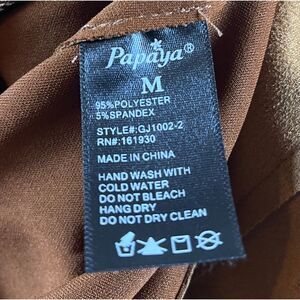 Papaya®
M
95%POLYESTER
5%SPANDEX
STYLE#:GJ1002-2
RN#:161930
MADE IN CHINA
HAND WASH WITH
COLD WATER
DO NOT BLEACH
HANG DRY
DO NOT DRY CLEAN